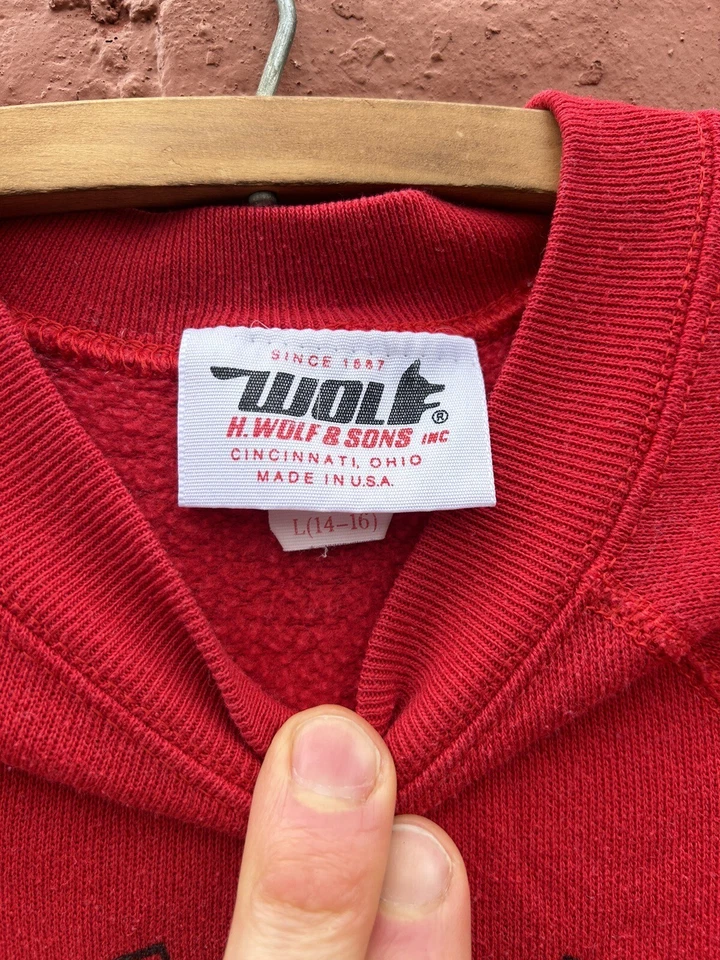 SINCE 1887
WOLF ®
H. WOLF & SONS INC
CINCINNATI, OHIO
MADE IN U.S.A.
L(14-16)